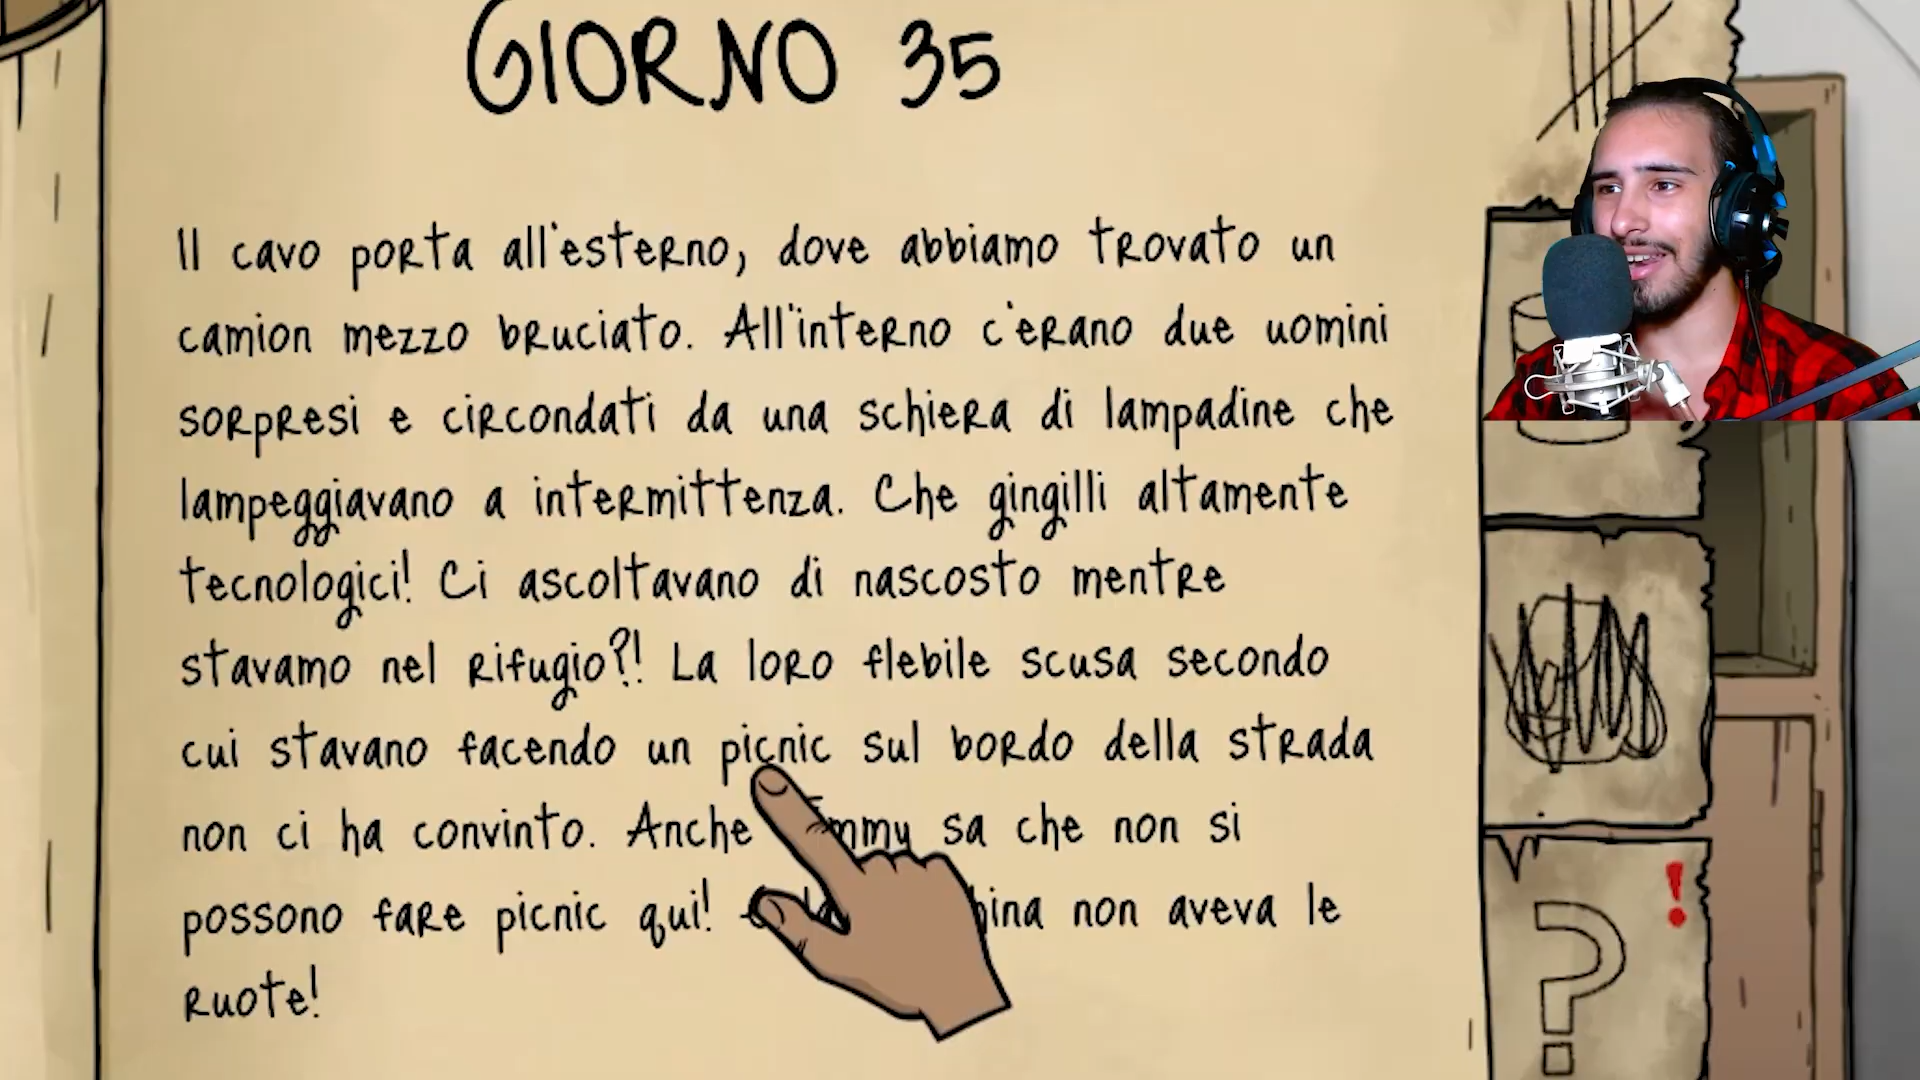 GIORNO 35
Il cavo porta all'esterno, dove abbiamo trovato un
camion mezzo bruciato. All'interno c'erano due uomini
sorpresi e circondati da una schiera di lampadine che
lampeggiavano a intermittenza. Che gingilli altamente
tecnologici! Ci ascoltavano di nascosto mentre
stavamo nel rifugio?! La loro flebile scusa secondo
cui stavano facendo un picnic sul bordo della strada
non ci ha convinto. Anche sa che non si
possono fare picnic qui! non aveva le
ruote!